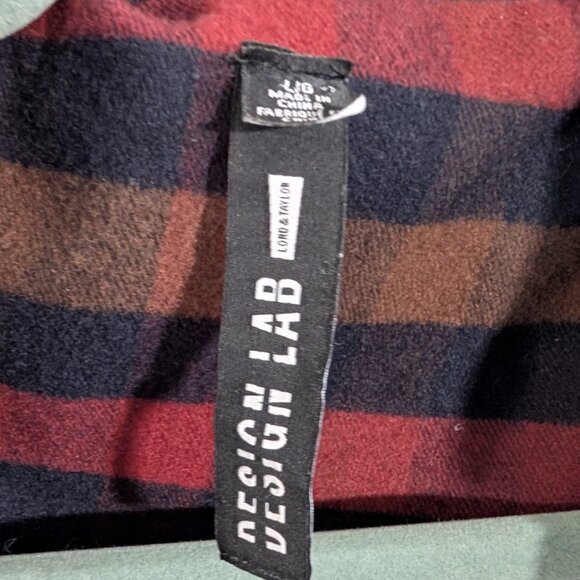 L/G
MADE IN
CHINA
DESIGN LAB
LORD & TAYLOR